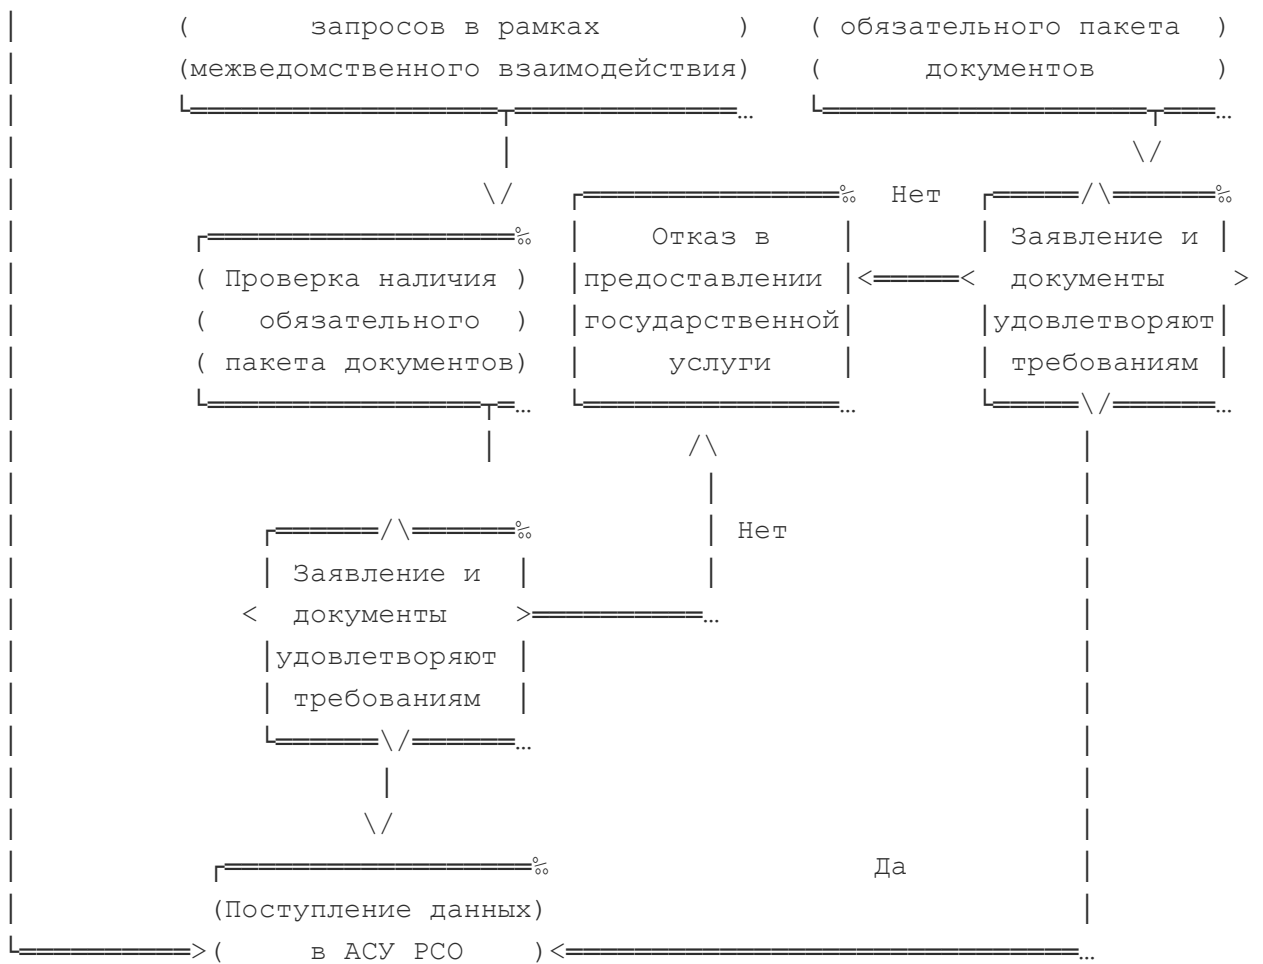 запросов в рамках
межведомственного взаимодействия
обязательного пакета
документов
Нет
Отказ в
предоставлении
государственной
услуги
Заявление и
документы
удовлетворяют
требованиям
Проверка наличия
обязательного
пакета документов
Нет
Заявление и
документы
удовлетворяют
требованиям
Да
Поступление данных
в АСУ РСО